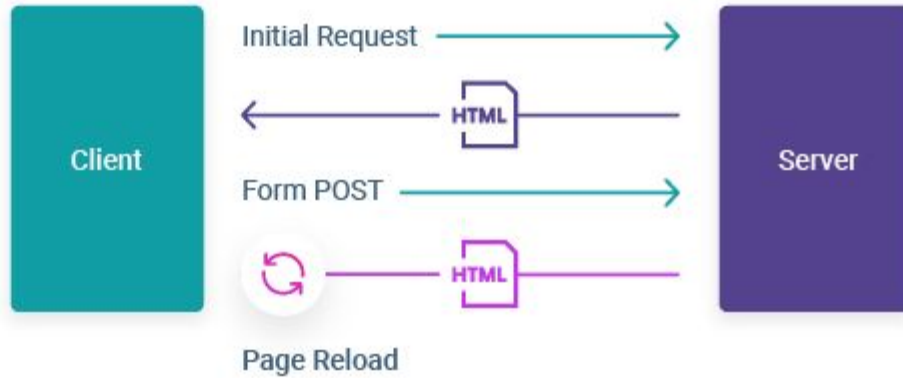 Initial Request
HTML
Client
Server
Form POST
HTML
Page Reload